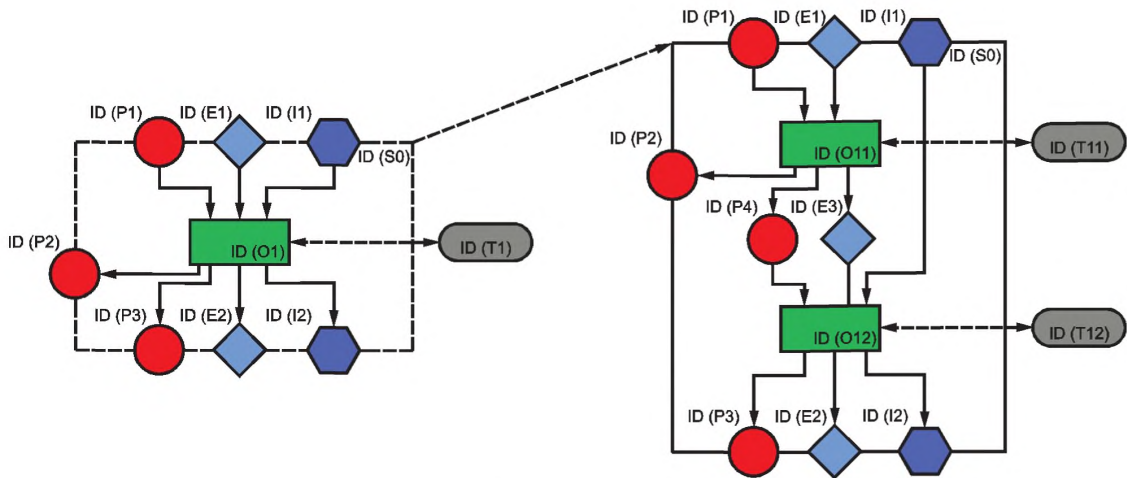 ID (P1)
ID (E1)
ID (I1)
ID (S0)
ID (P2)
ID (O1)
ID (T1)
ID (P3)
ID (E2)
ID (I2)
ID (P1)
ID (E1)
ID (I1)
ID (S0)
ID (P2)
ID (O11)
ID (T11)
ID (P4)
ID (E3)
ID (O12)
ID (T12)
ID (P3)
ID (E2)
ID (I2)